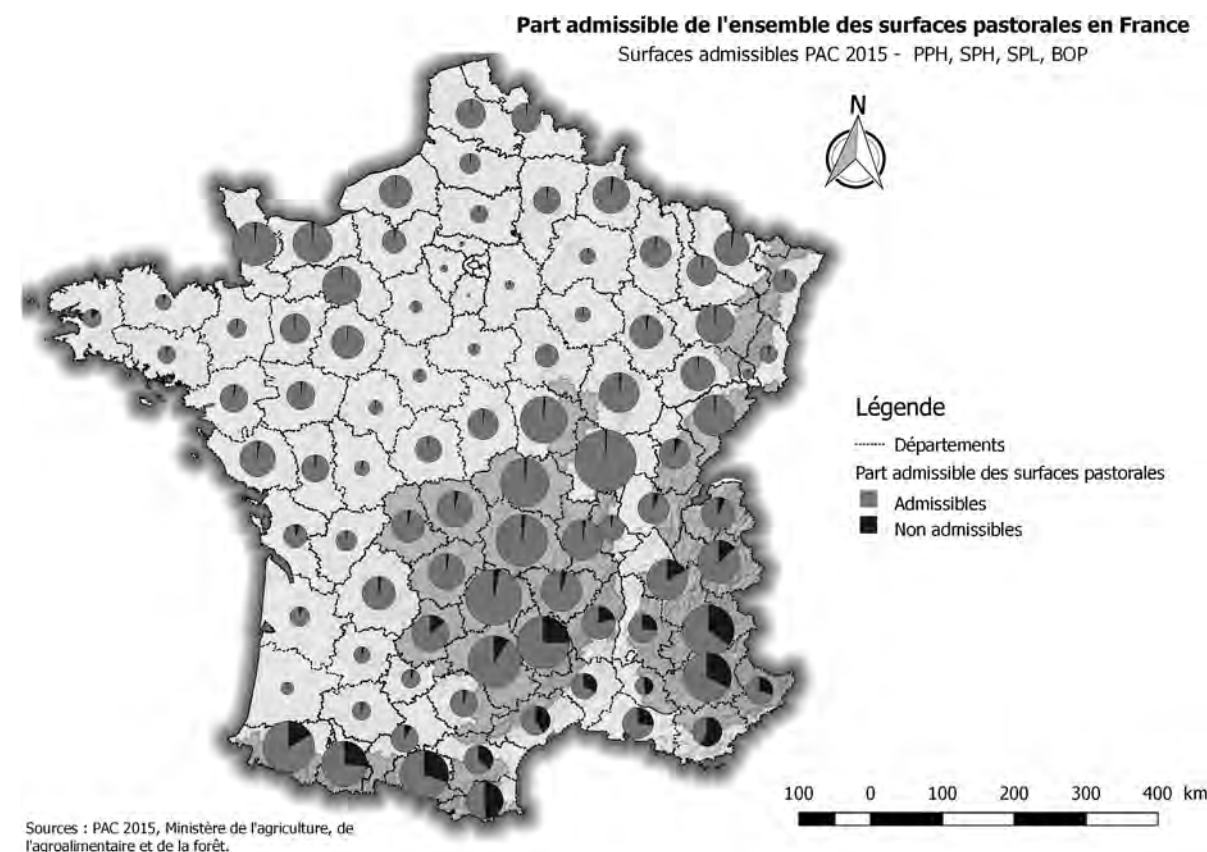 Part admissible de l'ensemble des surfaces pastorales en France
Surfaces admissibles PAC 2015 - PPH, SPH, SPL, BOP
N
Légende
Départements
Part admissible des surfaces pastorales
Admissibles
Non admissibles
100 0 100 200 300 400 km
Sources : PAC 2015, Ministère de l'agriculture, de
l'agroalimentaire et de la forêt.